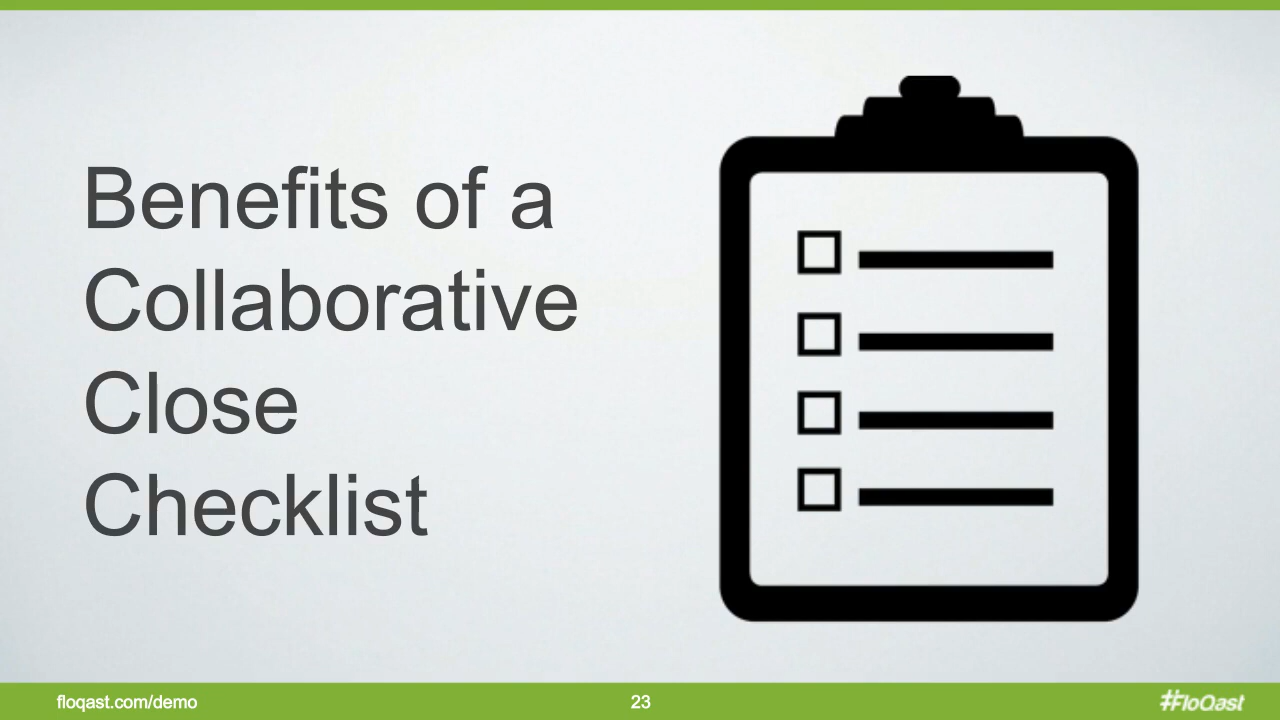 Benefits of a
Collaborative
Close
Checklist
floqast.com/demo
23
#FloQast